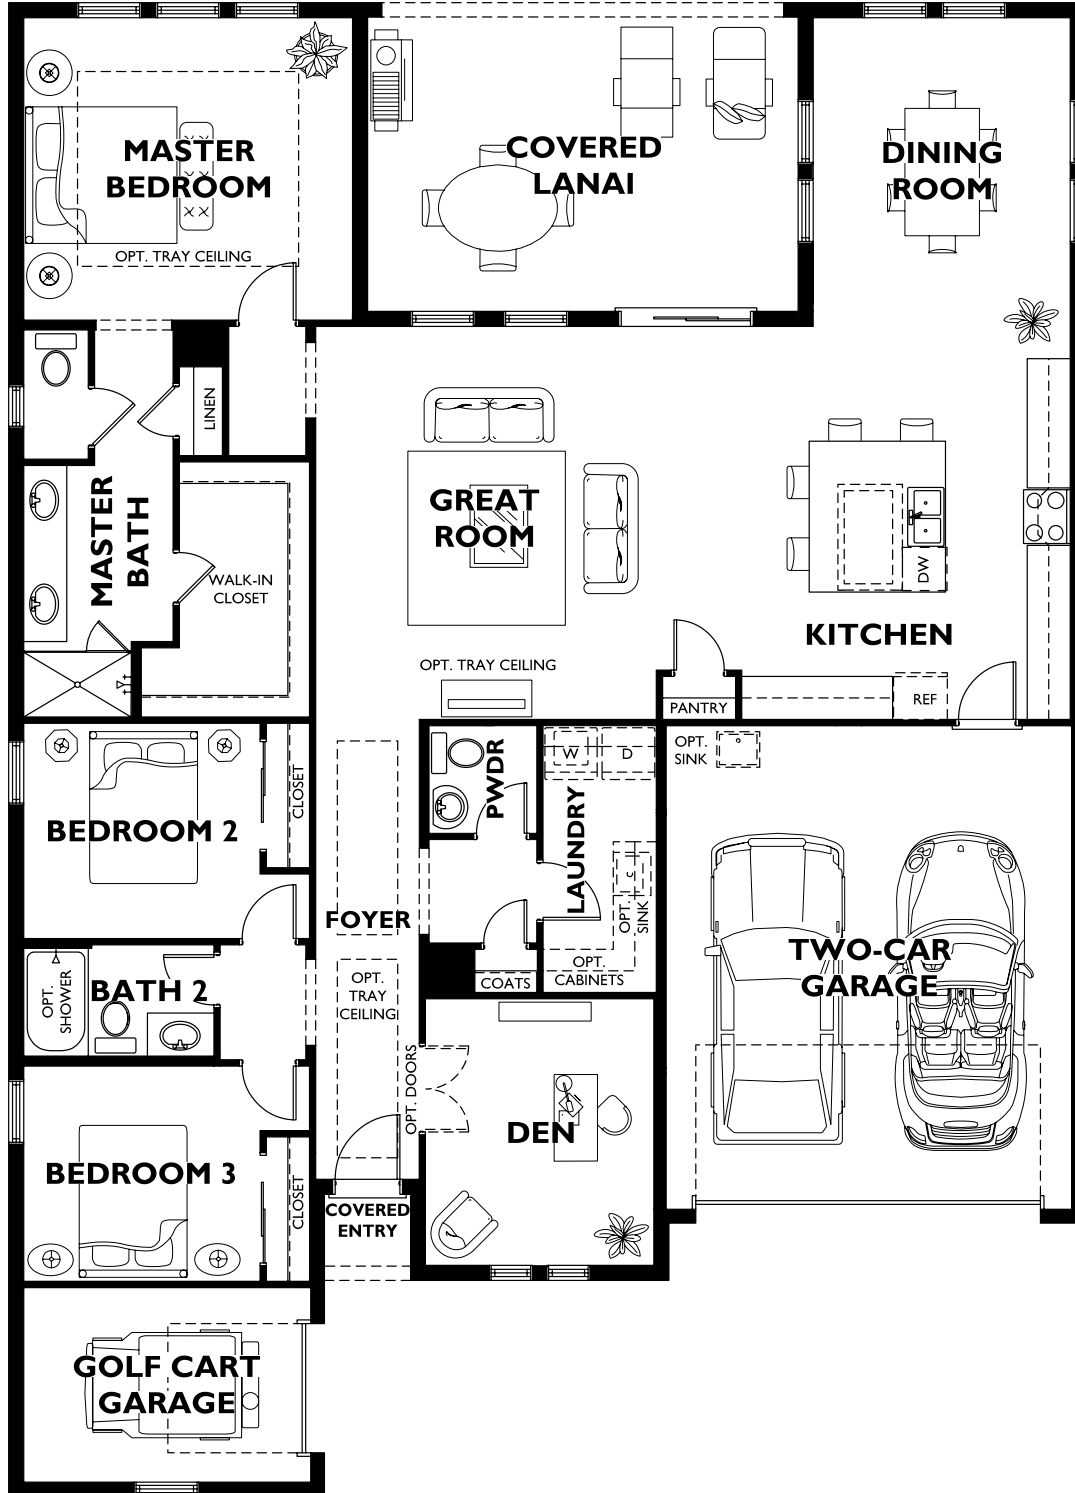 MASTER
BEDROOM
OPT. TRAY CEILING
COVERED
LANAI
DINING
ROOM
LINEN
MASTER
BATH
WALK-IN
CLOSET
GREAT
ROOM
OPT. TRAY CEILING
DW
KITCHEN
PANTRY
REF
OPT.
SINK
BEDROOM 2
CLOSET
PWDR
W
D
LAUNDRY
C
OPT.
SINK
OPT.
CABINETS
COATS
FOYER
OPT.
TRAY
CEILING
OPT. DOORS
TWO-CAR
GARAGE
OPT.
SHOWER
BATH 2
DEN
BEDROOM 3
CLOSET
COVERED
ENTRY
GOLF CART
GARAGE